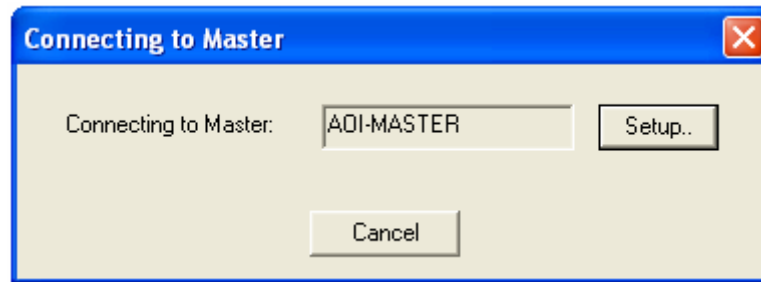 Connecting to Master
Connecting to Master: AOI-MASTER Setup..
Cancel